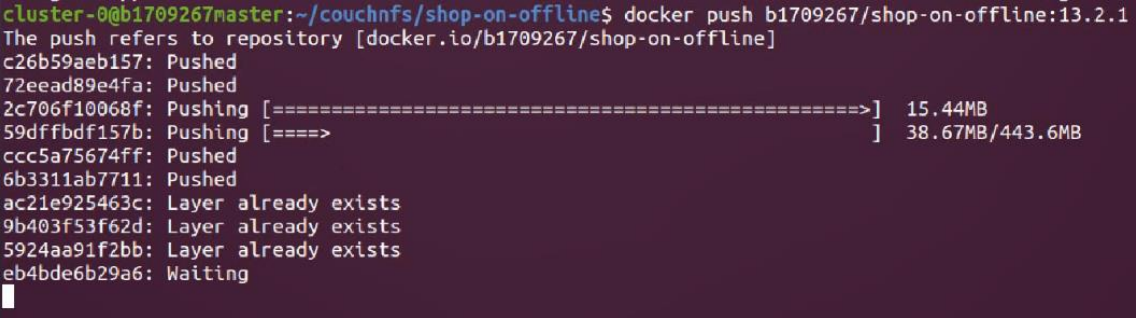 cluster-0@b1709267master:~/couchnfs/shop-on-offline$ docker push b1709267/shop-on-offline:13.2.1
The push refers to repository [docker.io/b1709267/shop-on-offline]
c26b59aeb157: Pushed
72eead89e4fa: Pushed
2c706f10068f: Pushing [==================================================>]  15.44MB
59dffbdf157b: Pushing [====>                                              ]  38.67MB/443.6MB
ccc5a75674ff: Pushed
6b3311ab7711: Pushed
ac21e925463c: Layer already exists
9b403f53f62d: Layer already exists
5924aa91f2bb: Layer already exists
eb4bde6b29a6: Waiting